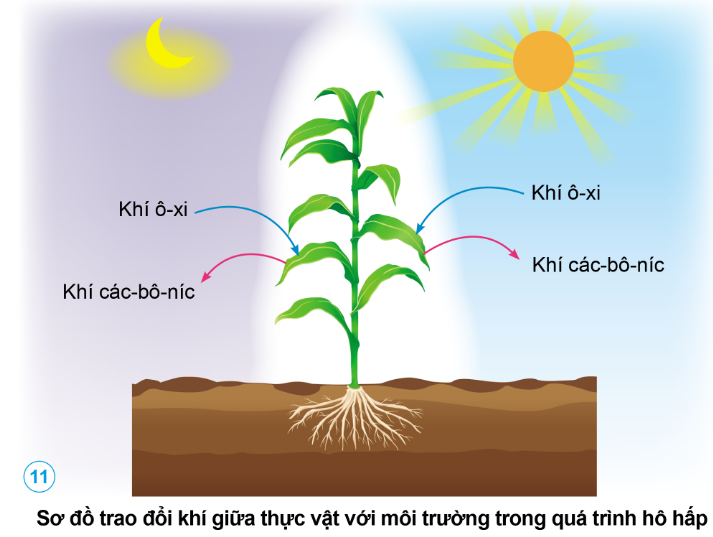 Khí ô-xi
Khí các-bô-níc
Khí ô-xi
Khí các-bô-níc
11
Sơ đồ trao đổi khí giữa thực vật với môi trường trong quá trình hô hấp